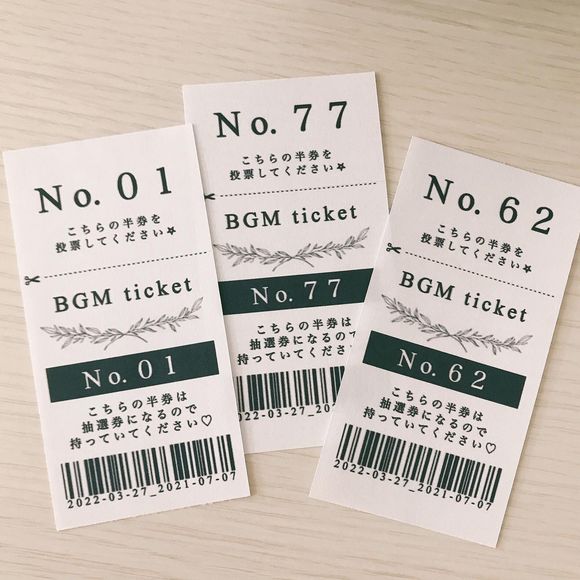 No. 01
こちらの半券を
投票してください★
BGM ticket
No. 01
こちらの半券は
抽選券になるので
持っていてください♡
2022-03-27_2021-07-07
No. 77
こちらの半券を
投票してください★
BGM ticket
No. 77
こちらの半券は
抽選券になるので
持っていてくださ
2022-03-27_202
No. 62
こちらの半券を
投票してください★
BGM ticket
No. 62
こちらの半券は
抽選券になるので
持っていてください♡
2022-03-27_2021-07-07